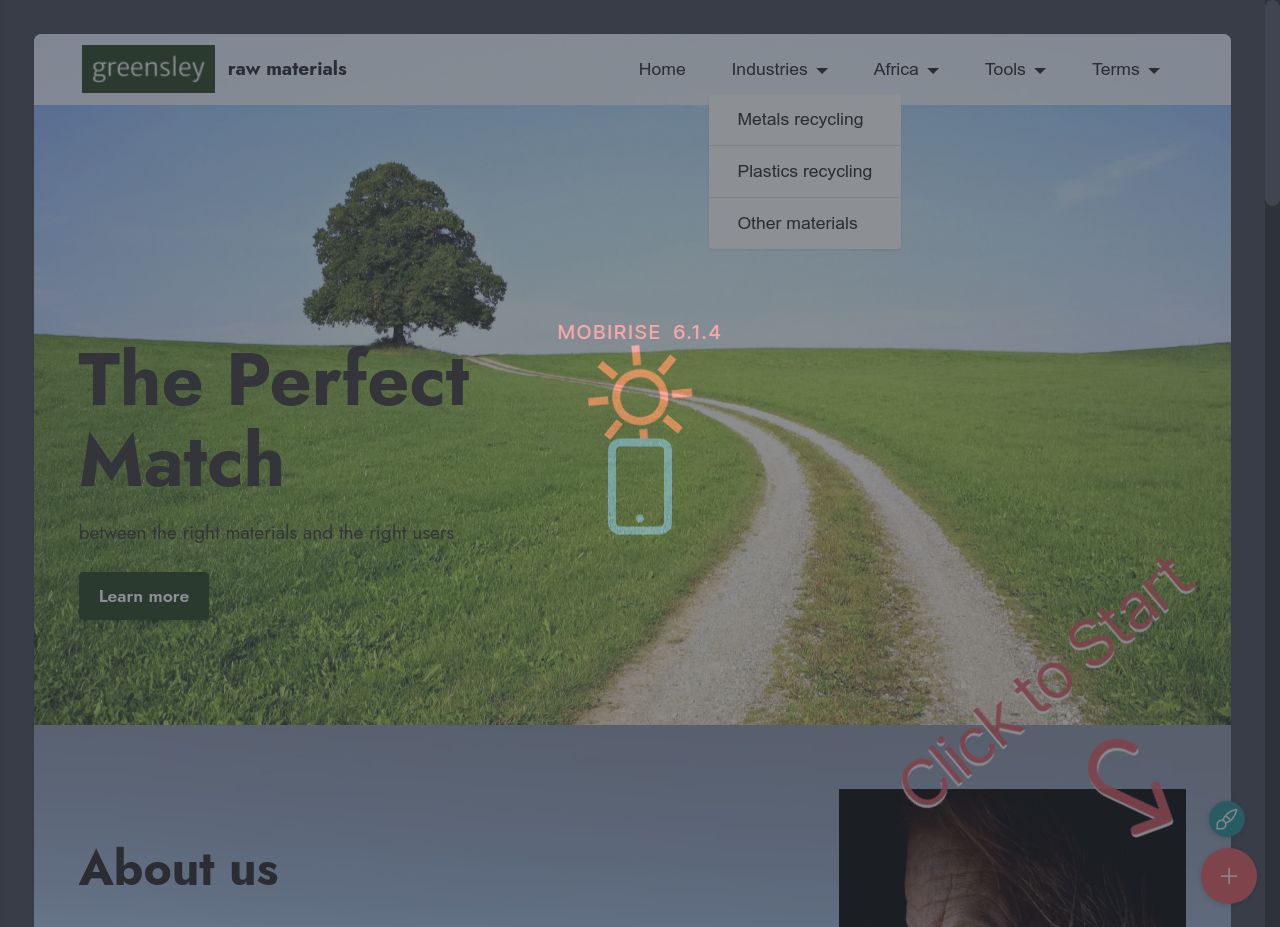 greensley
raw materials
Home
Industries
Africa
Tools
Terms
Metals recycling
Plastics recycling
Other materials
MOBIRISE 6.1.4
The Perfect
Match
between the right materials and the right users
Learn more
Click to Start
About us